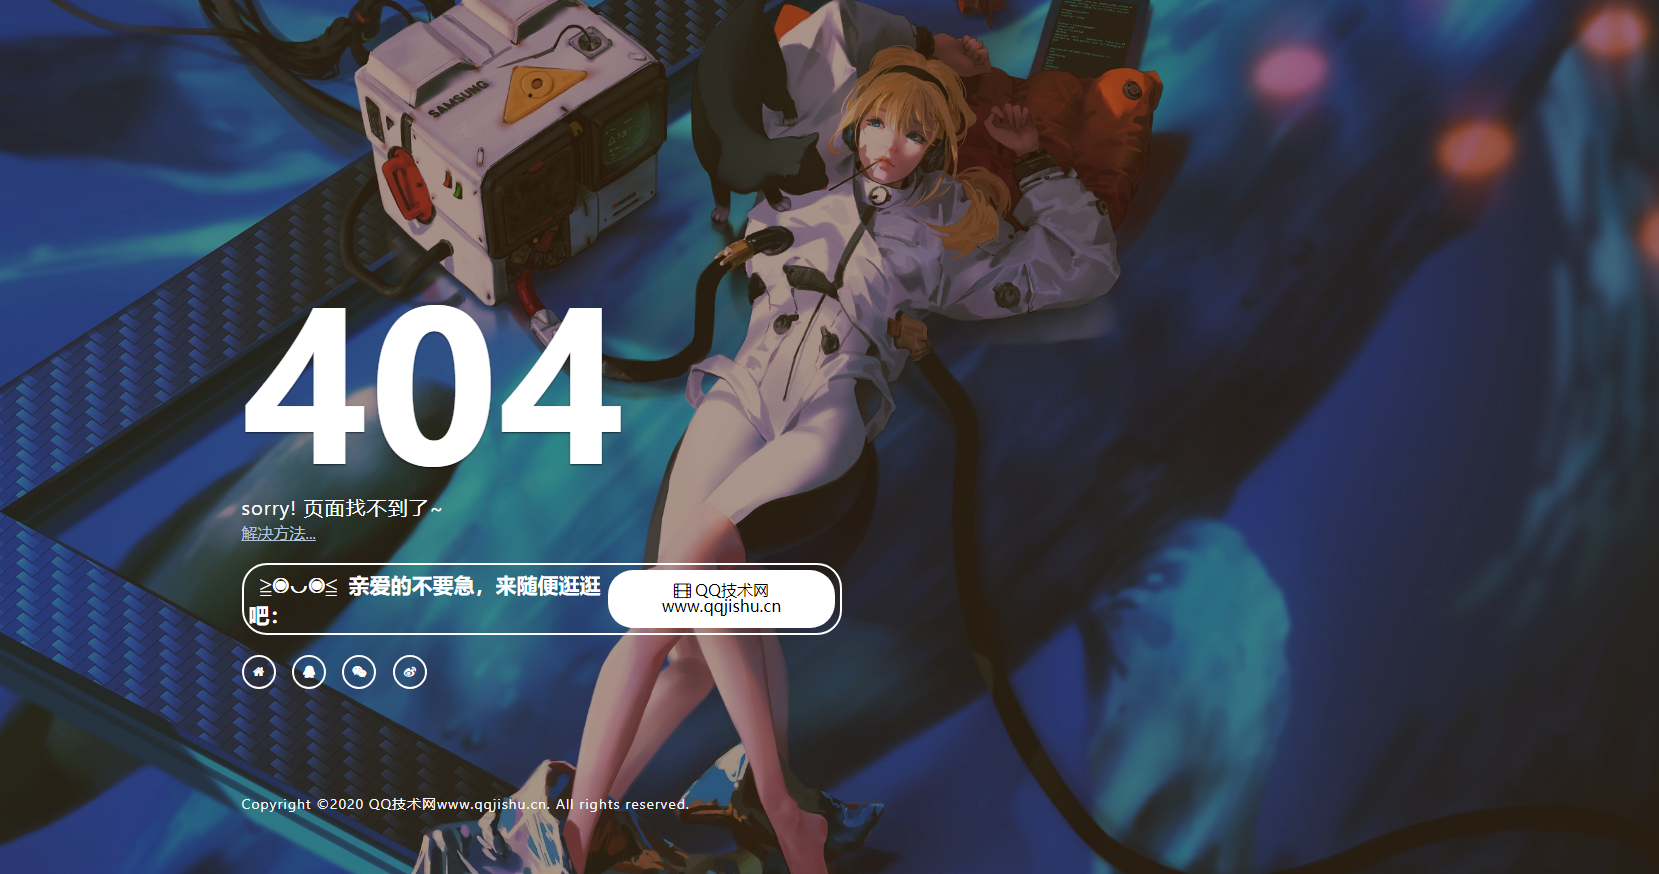 SAMSUNG
404
sorry! 页面找不到了~
解决方法...
≧◉◡◉≦ 亲爱的不要急，来随便逛逛
吧：
QQ技术网
www.qqjishu.cn
Copyright ©2020 QQ技术网www.qqjishu.cn. All rights reserved.